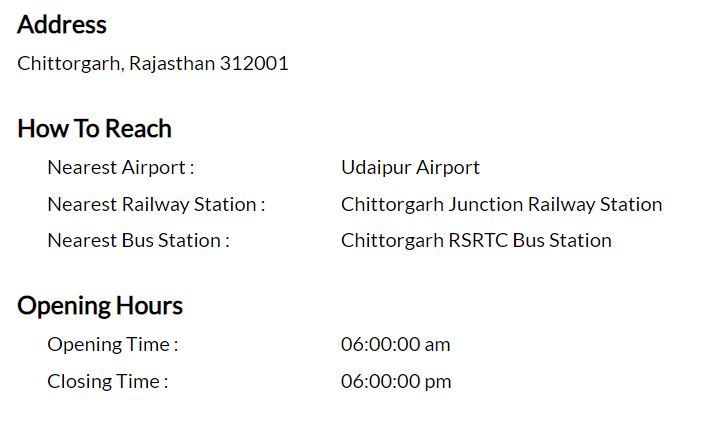 Address
Chittorgarh, Rajasthan 312001
How To Reach
Nearest Airport : Udaipur Airport
Nearest Railway Station : Chittorgarh Junction Railway Station
Nearest Bus Station : Chittorgarh RSRTC Bus Station
Opening Hours
Opening Time : 06:00:00 am
Closing Time : 06:00:00 pm